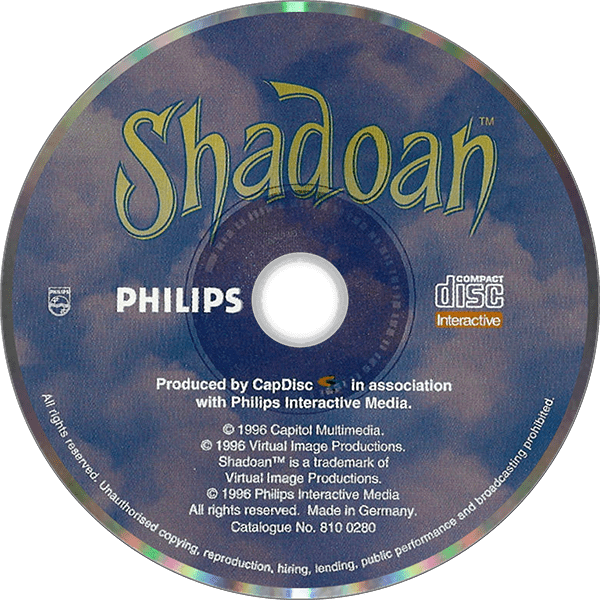 Shadoan™
PHILIPS
PHILIPS
COMPACT
disc
Interactive
Produced by CapDisc in association
with Philips Interactive Media.
© 1996 Capitol Multimedia.
© 1996 Virtual Image Productions.
Shadoan™ is a trademark of
Virtual Image Productions.
© 1996 Philips Interactive Media
All rights reserved. Made in Germany.
Catalogue No. 810 0280
All rights reserved. Unauthorised copying, reproduction, hiring, lending, public performance and broadcasting prohibited.